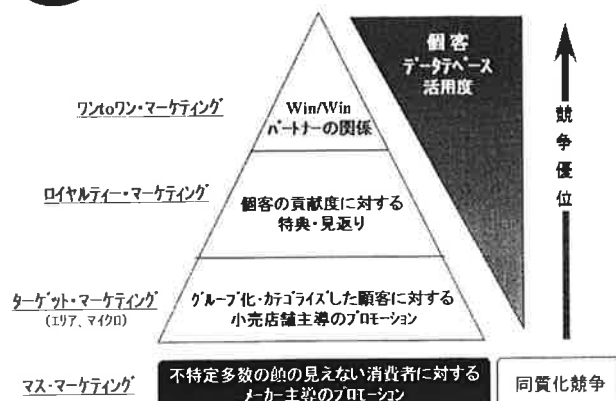 個客
データベース
活用度
競争優位
ワンtoワン・マーケティング
Win/Win
パートナーの関係
ロイヤルティー・マーケティング
個客の貢献度に対する
特典・見返り
ターゲット・マーケティング
(エリア、マイクロ)
グループ化・カテゴライズした顧客に対する
小売店舗主導のプロモーション
マス・マーケティング
不特定多数の顔の見えない消費者に対する
メーカー主導のプロモーション
同質化競争